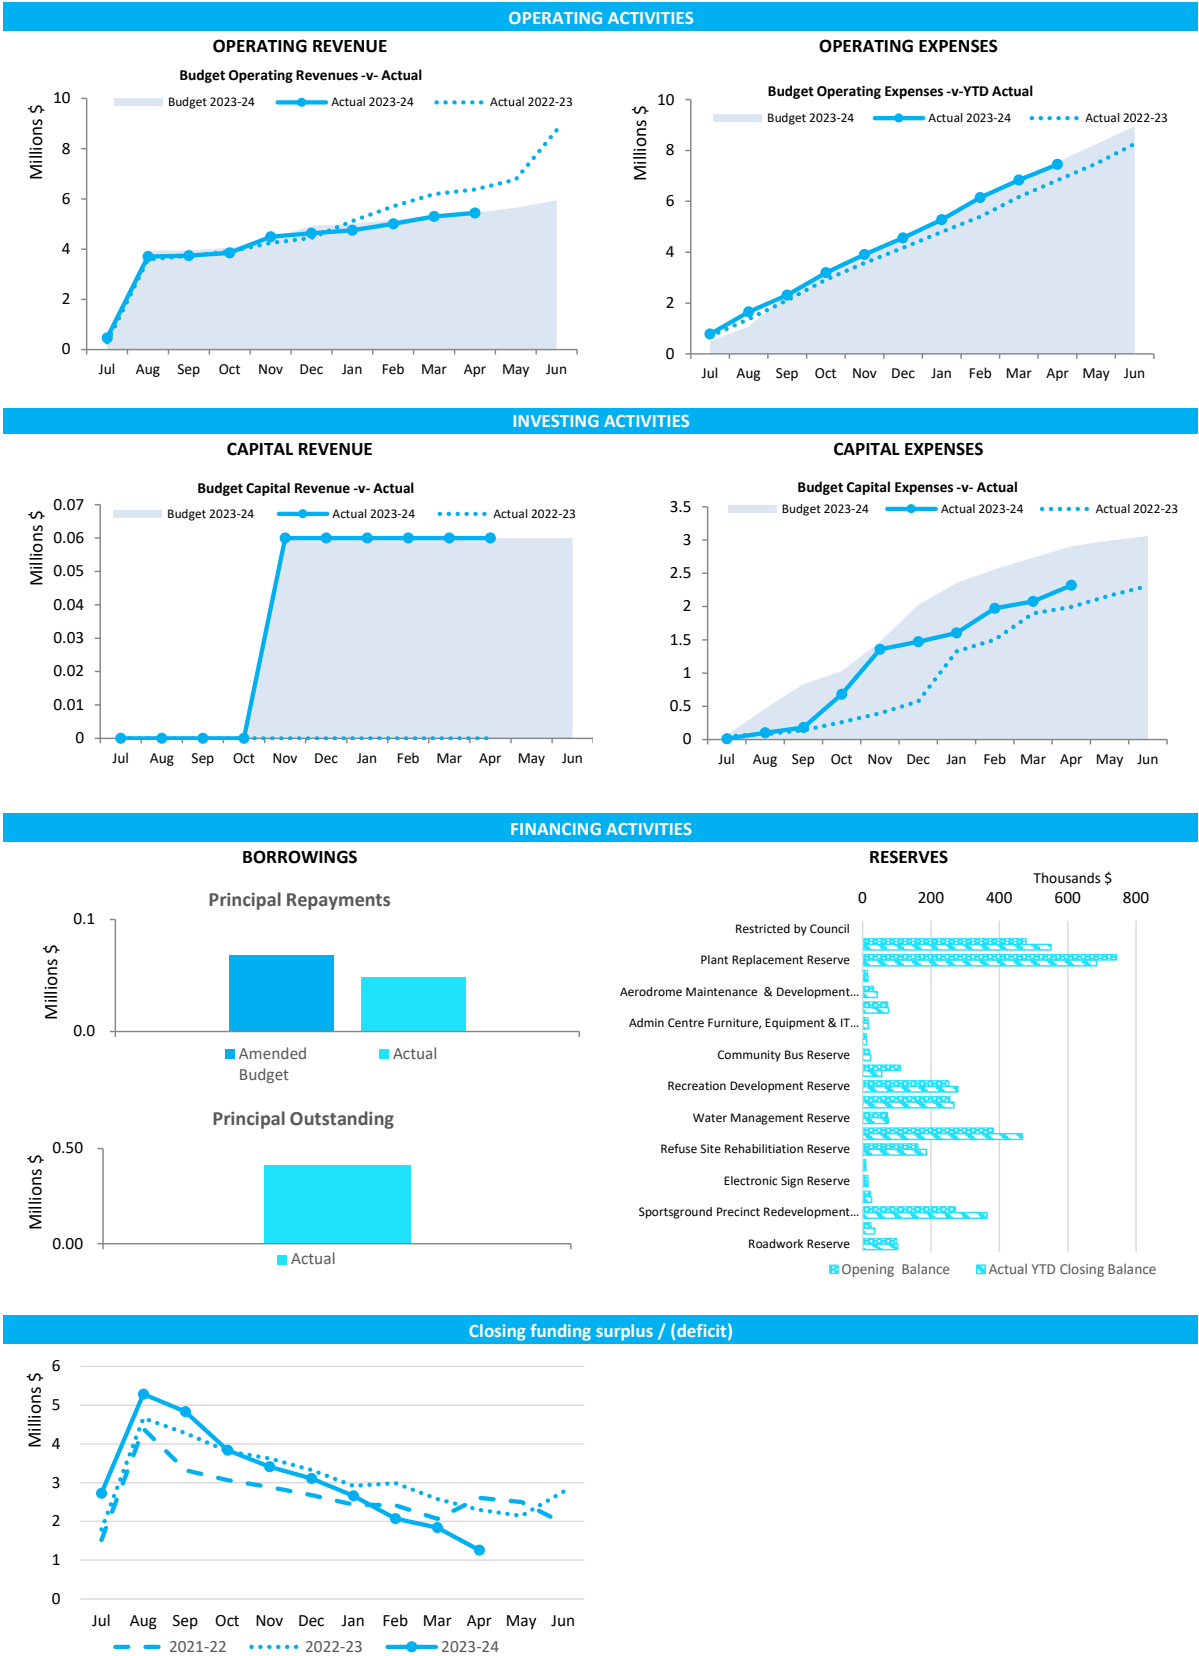 OPERATING ACTIVITIES
OPERATING REVENUE
Budget Operating Revenues -v- Actual
Budget 2023-24
Actual 2023-24
Actual 2022-23
Millions $
10
8
6
4
2
0
Jul Aug Sep Oct Nov Dec Jan Feb Mar Apr May Jun
OPERATING EXPENSES
Budget Operating Expenses -v-YTD Actual
Budget 2023-24
Actual 2023-24
Actual 2022-23
Millions $
10
8
6
4
2
0
Jul Aug Sep Oct Nov Dec Jan Feb Mar Apr May Jun
INVESTING ACTIVITIES
CAPITAL REVENUE
Budget Capital Revenue -v- Actual
Budget 2023-24
Actual 2023-24
Actual 2022-23
Millions $
0.07
0.06
0.05
0.04
0.03
0.02
0.01
0
Jul Aug Sep Oct Nov Dec Jan Feb Mar Apr May Jun
CAPITAL EXPENSES
Budget Capital Expenses -v- Actual
Budget 2023-24
Actual 2023-24
Actual 2022-23
Millions $
3.5
3
2.5
2
1.5
1
0.5
0
Jul Aug Sep Oct Nov Dec Jan Feb Mar Apr May Jun
FINANCING ACTIVITIES
BORROWINGS
Principal Repayments
Millions $
0.1
0.0
Amended Budget
Actual
Principal Outstanding
Millions $
0.50
0.00
Actual
RESERVES
Thousands $
0 200 400 600 800
Restricted by Council
Plant Replacement Reserve
Aerodrome Maintenance & Development...
Admin Centre Furniture, Equipment & IT...
Community Bus Reserve
Recreation Development Reserve
Water Management Reserve
Refuse Site Rehabilitiation Reserve
Electronic Sign Reserve
Sportsground Precinct Redevelopment...
Roadwork Reserve
Opening Balance
Actual YTD Closing Balance
Closing funding surplus / (deficit)
Millions $
6
5
4
3
2
1
0
Jul Aug Sep Oct Nov Dec Jan Feb Mar Apr May Jun
2021-22
2022-23
2023-24